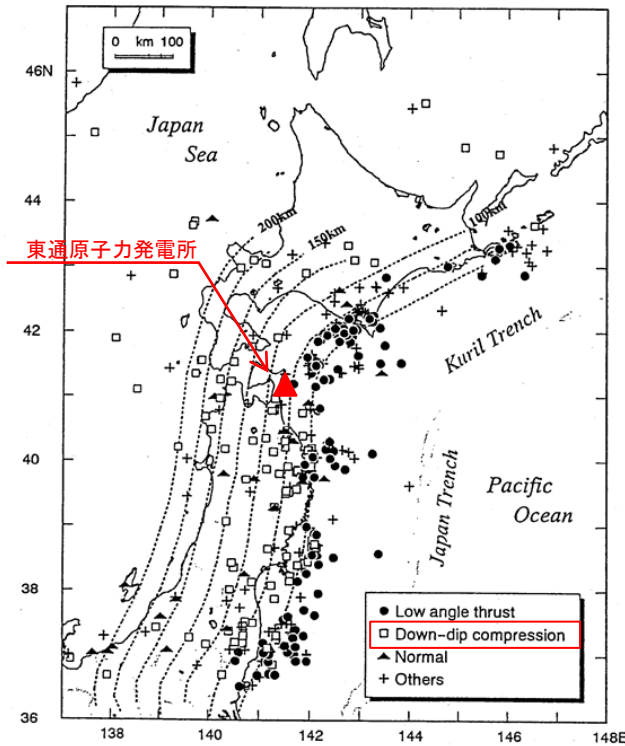 0 km 100
46N
44
42
40
38
36
138
140
142
144
146
148E
Japan
Sea
200km
150km
100km
東通原子力発電所
Kuril Trench
Japan Trench
Pacific
Ocean
Low angle thrust
Down-dip compression
Normal
Others